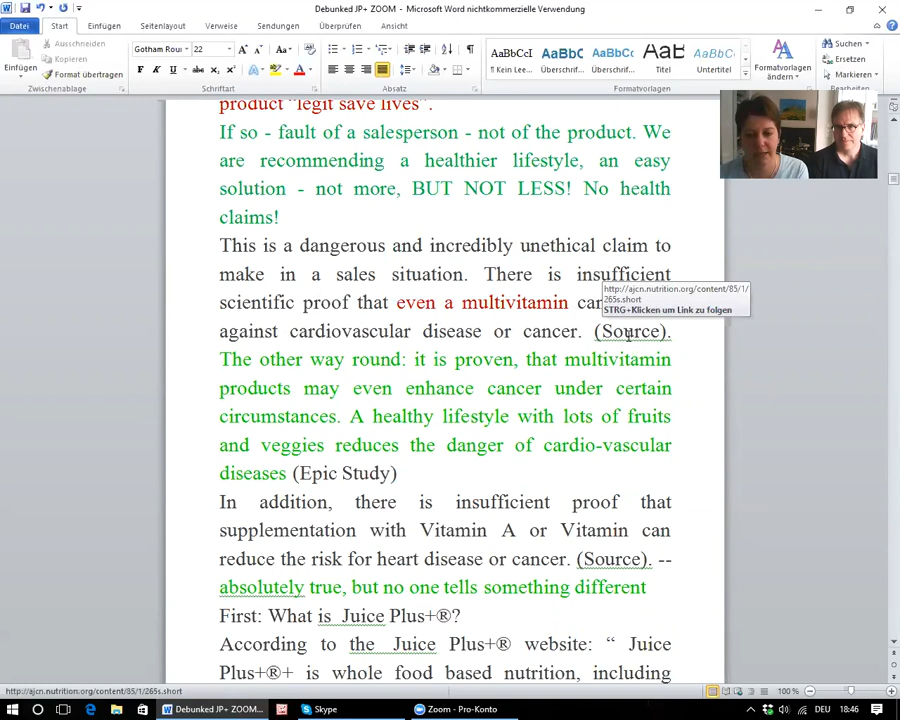 Debunked JP+ ZOOM - Microsoft Word nichtkommerzielle Verwendung
Datei Start Einfügen Seitenlayout Verweise Sendungen Überprüfen Ansicht
Einfügen
Ausschneiden
Kopieren
Format übertragen
Zwischenablage
Gotham Roun 22
F K U abc x₂ x²
Schriftart
Absatz
AaBbCcI AaBbC AaBbCc AaB AaBbCc.
¶ Kein Lee... Überschrif... Überschrif... Titel Untertitel
Formatvorlagen
Formatvorlagen ändern
Suchen
Ersetzen
Markieren
Bearbeiten
product "legit save lives".
If so - fault of a salesperson - not of the product. We
are recommending a healthier lifestyle, an easy
solution - not more, BUT NOT LESS! No health
claims!
This is a dangerous and incredibly unethical claim to
make in a sales situation. There is insufficient
scientific proof that even a multivitamin
http://ajcn.nutrition.org/content/85/1/
265s.short
STRG+Klicken um Link zu folgen
against cardiovascular disease or cancer. (Source).
The other way round: it is proven, that multivitamin
products may even enhance cancer under certain
circumstances. A healthy lifestyle with lots of fruits
and veggies reduces the danger of cardio-vascular
diseases (Epic Study)
In addition, there is insufficient proof that
supplementation with Vitamin A or Vitamin can
reduce the risk for heart disease or cancer. (Source). --
absolutely true, but no one tells something different
First: What is Juice Plus+®?
According to the Juice Plus+® website: “ Juice
Plus+®+ is whole food based nutrition, including
http://ajcn.nutrition.org/content/85/1/265s.short
100 %
Debunked JP+ ZOO...
Skype
Zoom - Pro-Konto
DEU 18:46